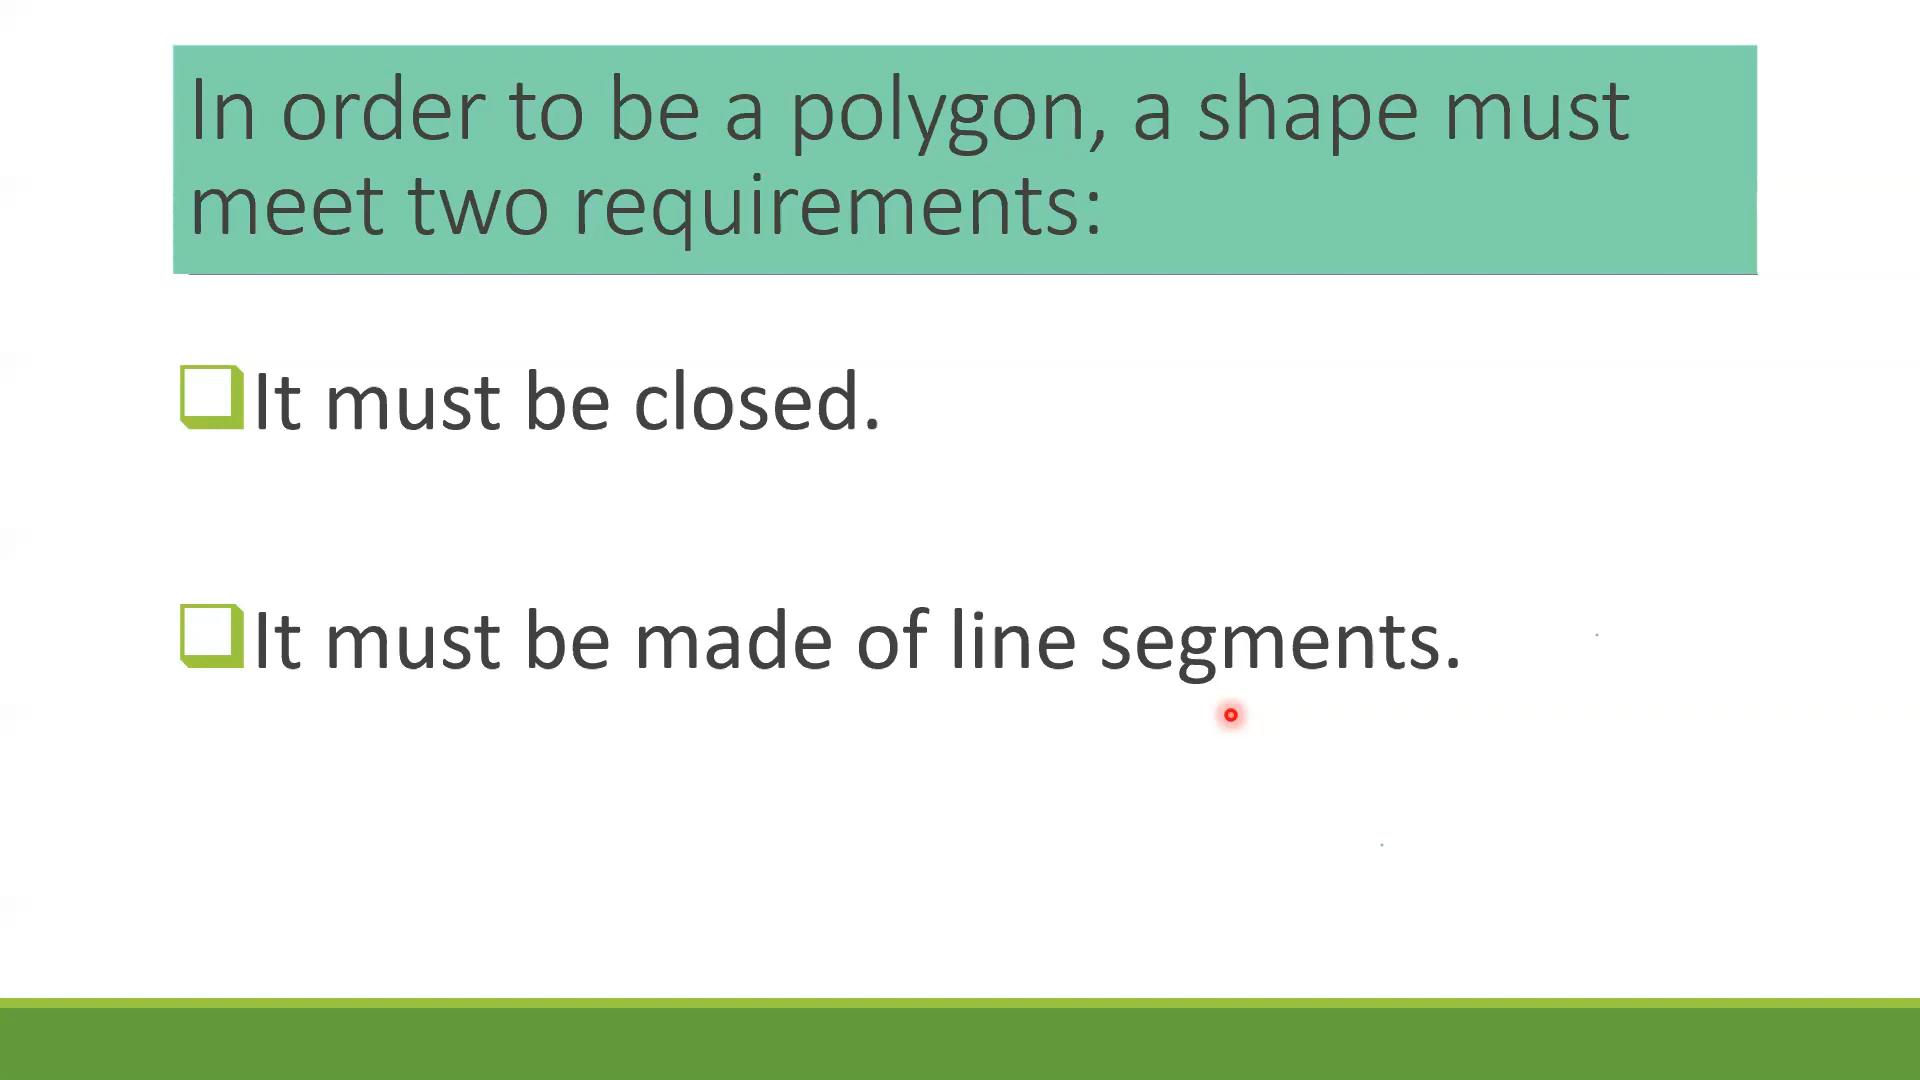 In order to be a polygon, a shape must
meet two requirements:
It must be closed.
It must be made of line segments.